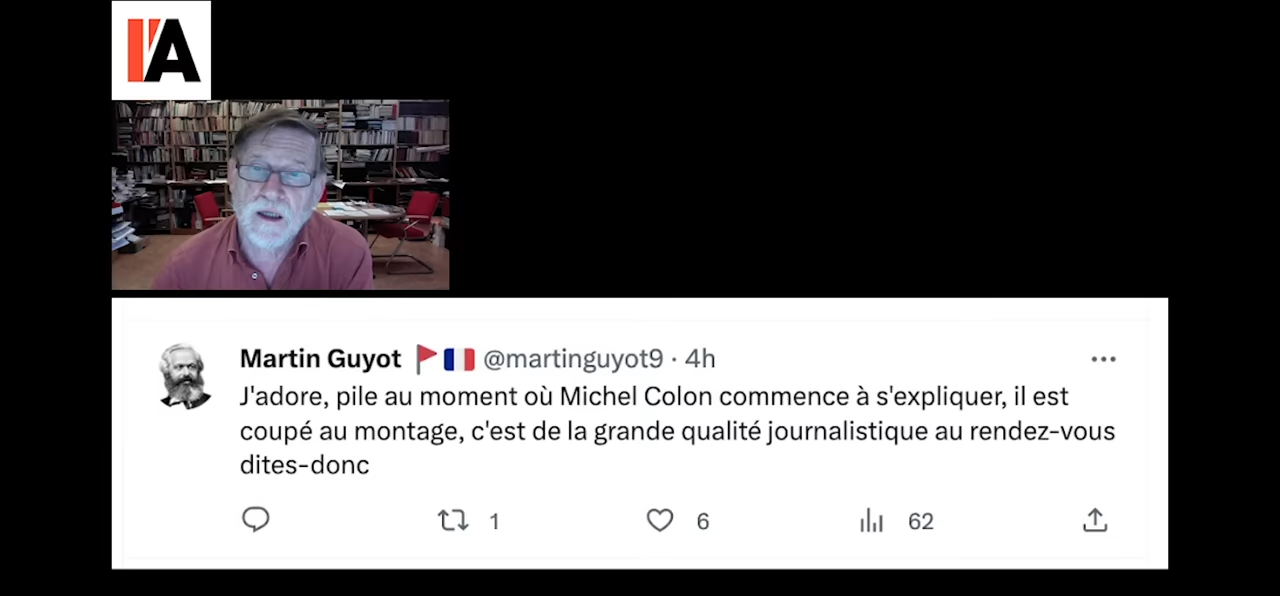 I'A
Martin Guyot 🚩🇫🇷 @martinguyot9 · 4h
J'adore, pile au moment où Michel Colon commence à s'expliquer, il est
coupé au montage, c'est de la grande qualité journalistique au rendez-vous
dites-donc
1 6 62